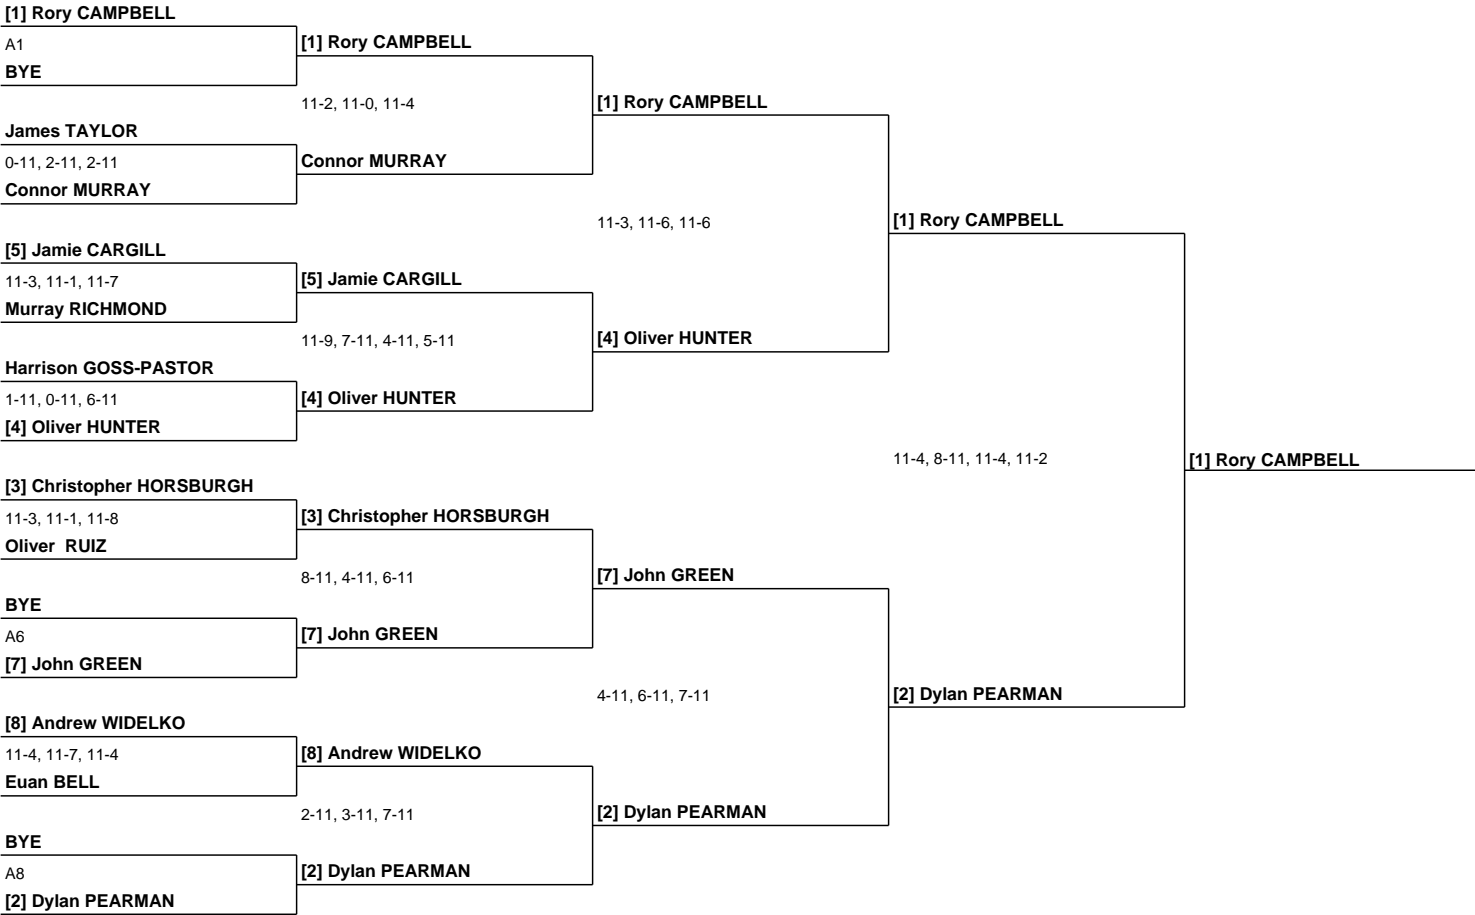 [1] Rory CAMPBELL
A1
BYE
James TAYLOR
0-11, 2-11, 2-11
Connor MURRAY
[5] Jamie CARGILL
11-3, 11-1, 11-7
Murray RICHMOND
Harrison GOSS-PASTOR
1-11, 0-11, 6-11
[4] Oliver HUNTER
[3] Christopher HORSBURGH
11-3, 11-1, 11-8
Oliver  RUIZ
BYE
A6
[7] John GREEN
[8] Andrew WIDELKO
11-4, 11-7, 11-4
Euan BELL
BYE
A8
[2] Dylan PEARMAN
[1] Rory CAMPBELL
11-2, 11-0, 11-4
Connor MURRAY
[5] Jamie CARGILL
11-9, 7-11, 4-11, 5-11
[4] Oliver HUNTER
[3] Christopher HORSBURGH
8-11, 4-11, 6-11
[7] John GREEN
[8] Andrew WIDELKO
2-11, 3-11, 7-11
[2] Dylan PEARMAN
[1] Rory CAMPBELL
11-3, 11-6, 11-6
[4] Oliver HUNTER
[7] John GREEN
4-11, 6-11, 7-11
[2] Dylan PEARMAN
[1] Rory CAMPBELL
11-4, 8-11, 11-4, 11-2
[2] Dylan PEARMAN
[1] Rory CAMPBELL